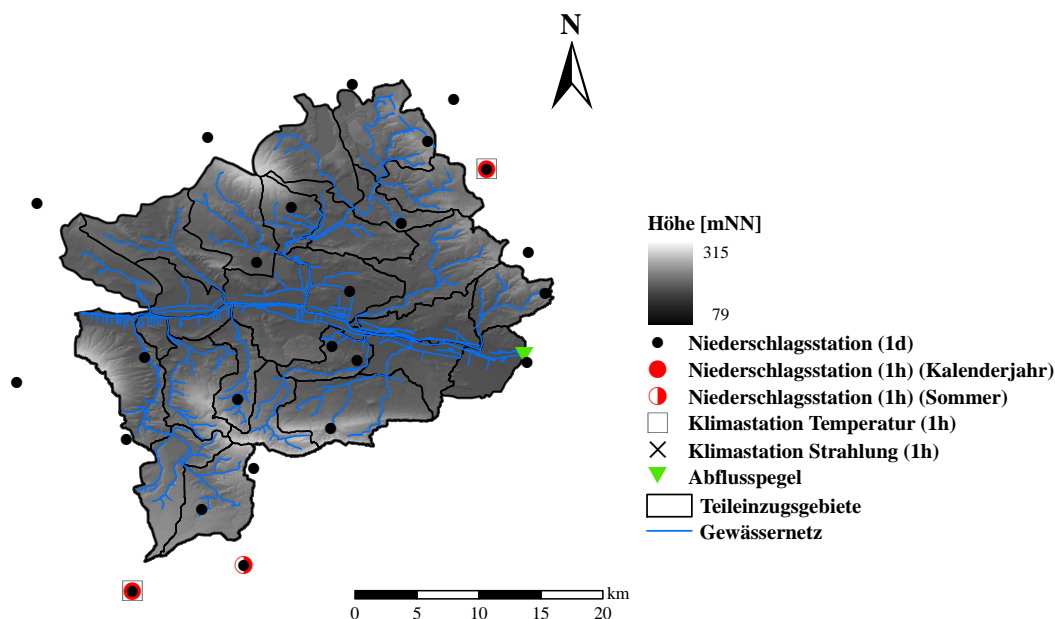 N
Höhe [mNN]
315
79
Niederschlagsstation (1d)
Niederschlagsstation (1h) (Kalenderjahr)
Niederschlagsstation (1h) (Sommer)
Klimastation Temperatur (1h)
Klimastation Strahlung (1h)
Abflusspegel
Teileinzugsgebiete
Gewässernetz
km
0 5 10 15 20